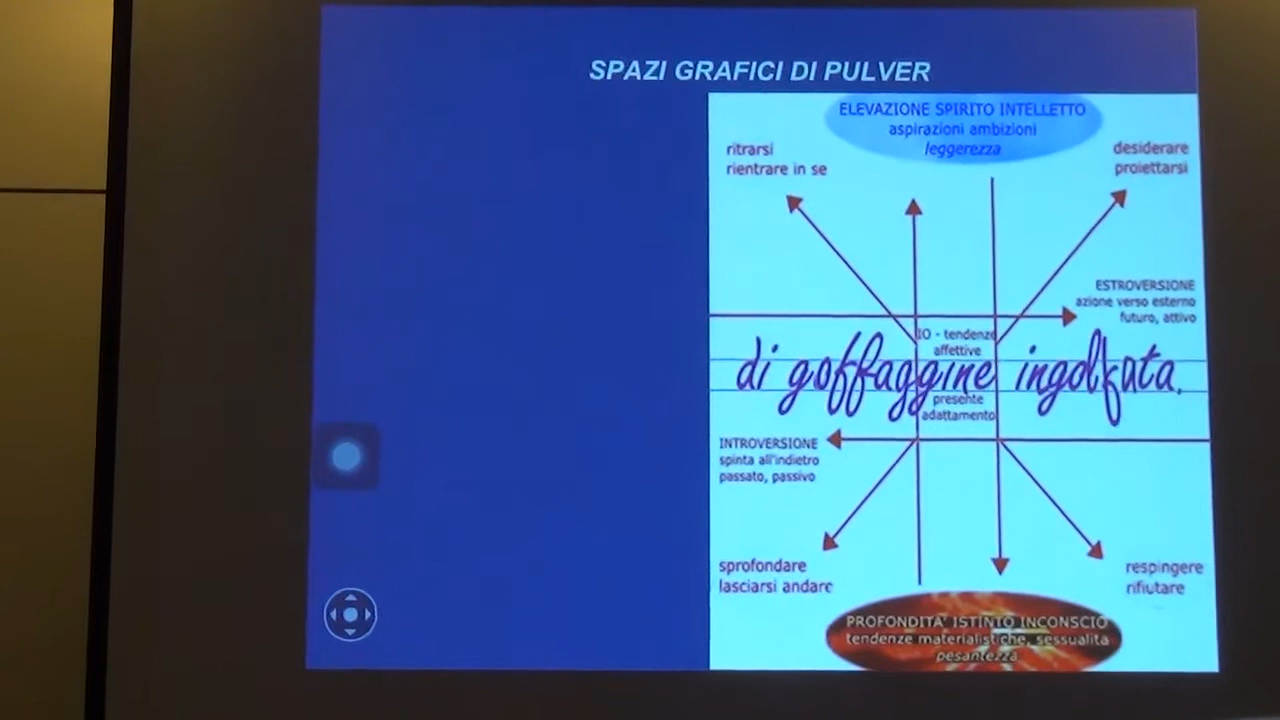 SPAZI GRAFICI DI PULVER
ELEVAZIONE SPIRITO INTELLETTO
aspirazioni ambizioni
leggerezza
ritrarsi
rientrare in se
desiderare
proiettarsi
ESTROVERSIONE
azione verso esterno
futuro, attivo
IO - tendenze
affettive
di goffaggine ingolfata.
presente
adattamento
INTROVERSIONE
spinta all'indietro
passato, passivo
sprofondare
lasciarsi andare
respingere
rifiutare
PROFONDITA' ISTINTO INCONSCIO
tendenze materialistiche, sessualità
pesantezza